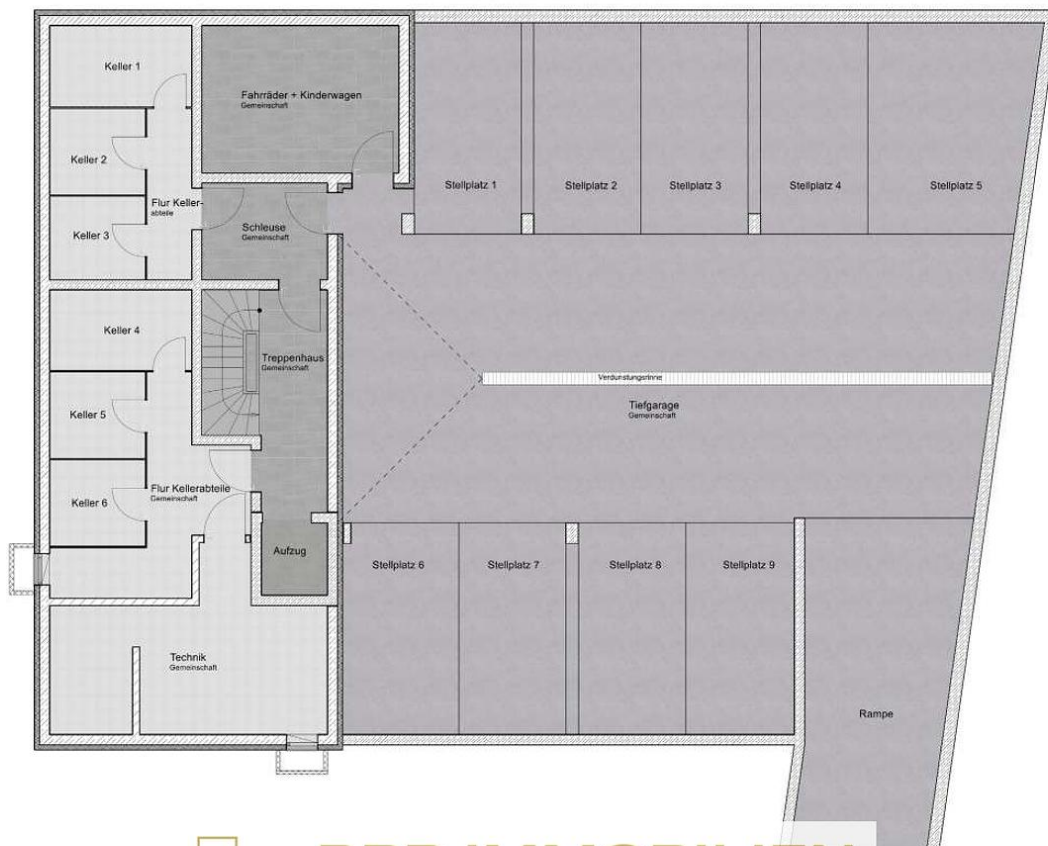 Keller 1
Fahrräder + Kinderwagen
Gemeinschaft
Keller 2
Stellplatz 1
Stellplatz 2
Stellplatz 3
Stellplatz 4
Stellplatz 5
Flur Keller-
abteile
Keller 3
Schleuse
Gemeinschaft
Keller 4
Treppenhaus
Gemeinschaft
Verdunstungsrinne
Tiefgarage
Gemeinschaft
Keller 5
Keller 6
Flur Kellerabteile
Gemeinschaft
Aufzug
Stellplatz 6
Stellplatz 7
Stellplatz 8
Stellplatz 9
Technik
Gemeinschaft
Rampe